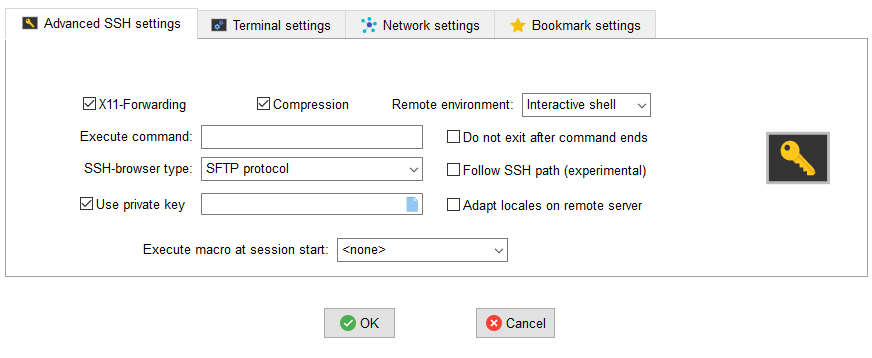 Advanced SSH settings
Terminal settings
Network settings
Bookmark settings
X11-Forwarding
Compression
Remote environment:
Interactive shell
Execute command:
Do not exit after command ends
SSH-browser type:
SFTP protocol
Follow SSH path (experimental)
Use private key
Adapt locales on remote server
Execute macro at session start:
<none>
OK
Cancel